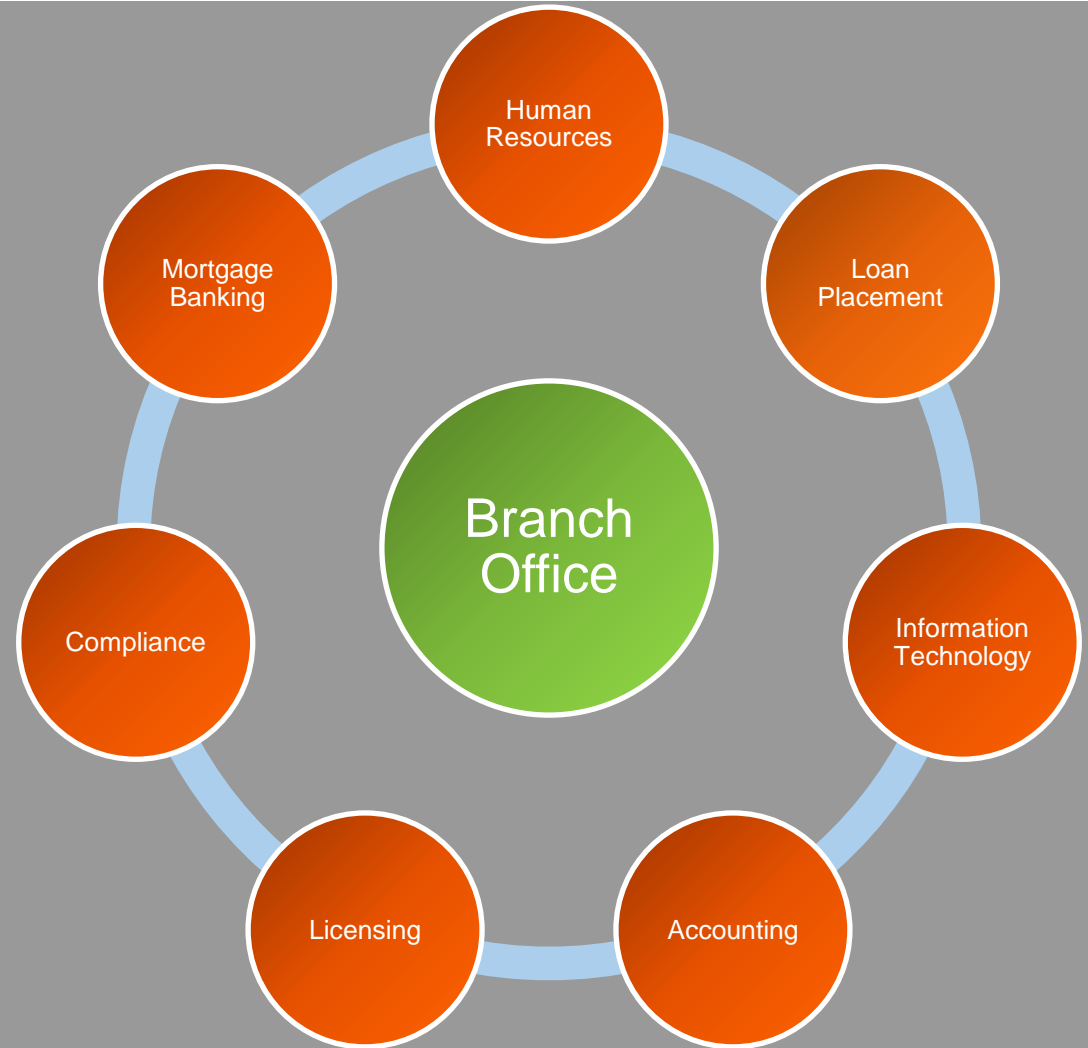 Human
Resources
Loan
Placement
Information
Technology
Accounting
Licensing
Compliance
Mortgage
Banking
Branch
Office